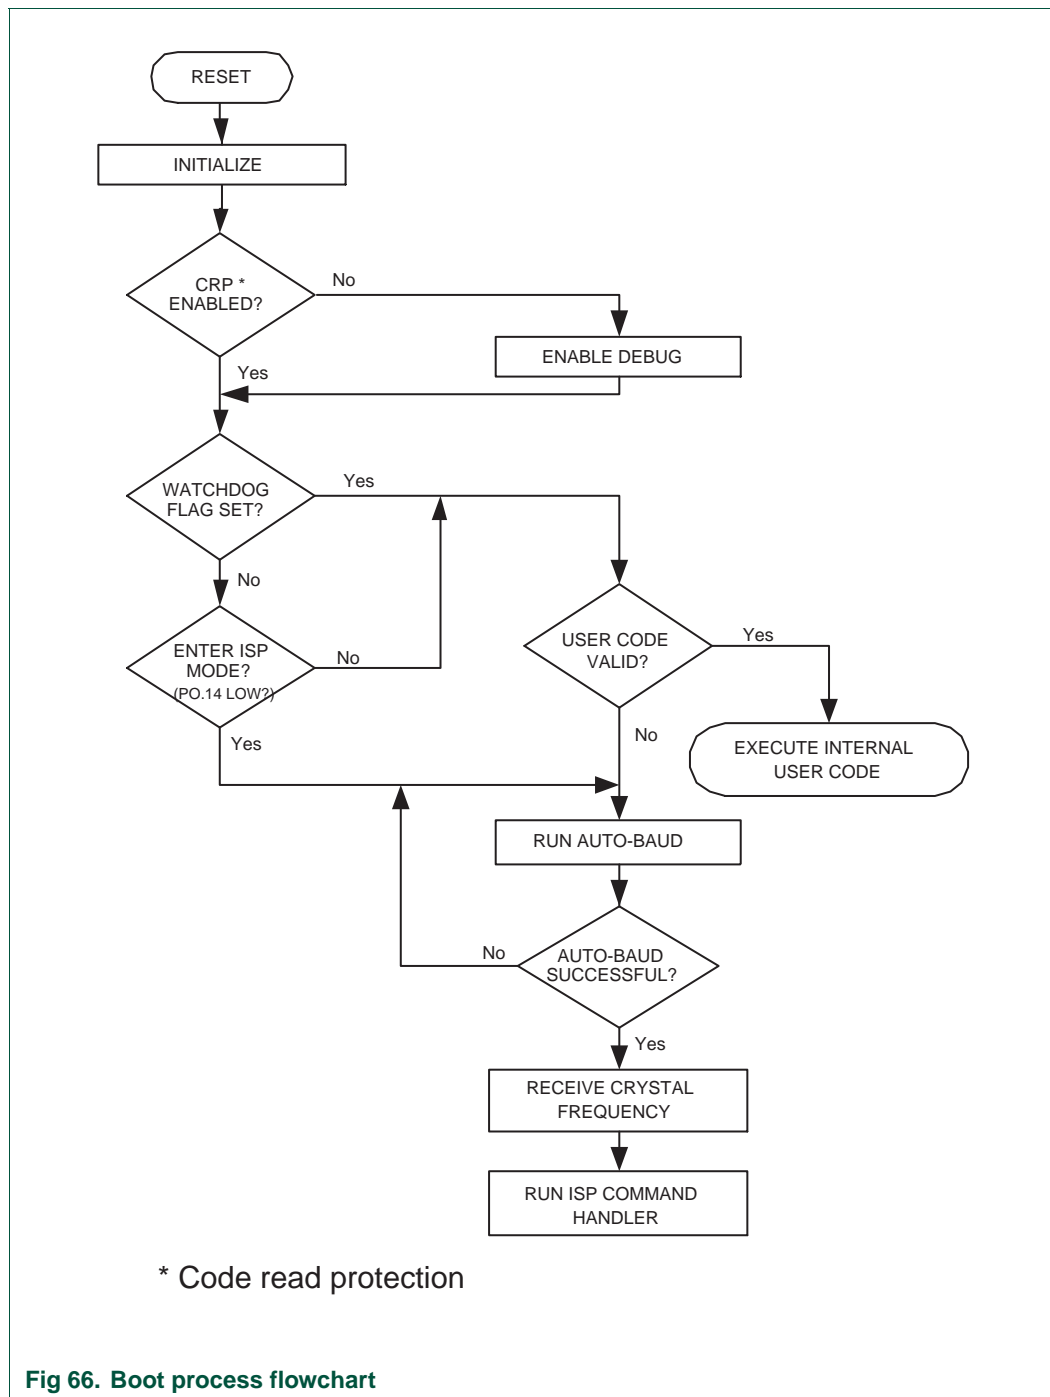 RESET
INITIALIZE
CRP *
ENABLED?
No
ENABLE DEBUG
Yes
WATCHDOG
FLAG SET?
Yes
No
ENTER ISP
MODE?
(PO.14 LOW?)
No
Yes
USER CODE
VALID?
Yes
No
EXECUTE INTERNAL
USER CODE
RUN AUTO-BAUD
AUTO-BAUD
SUCCESSFUL?
No
Yes
RECEIVE CRYSTAL
FREQUENCY
RUN ISP COMMAND
HANDLER
* Code read protection
Fig 66. Boot process flowchart